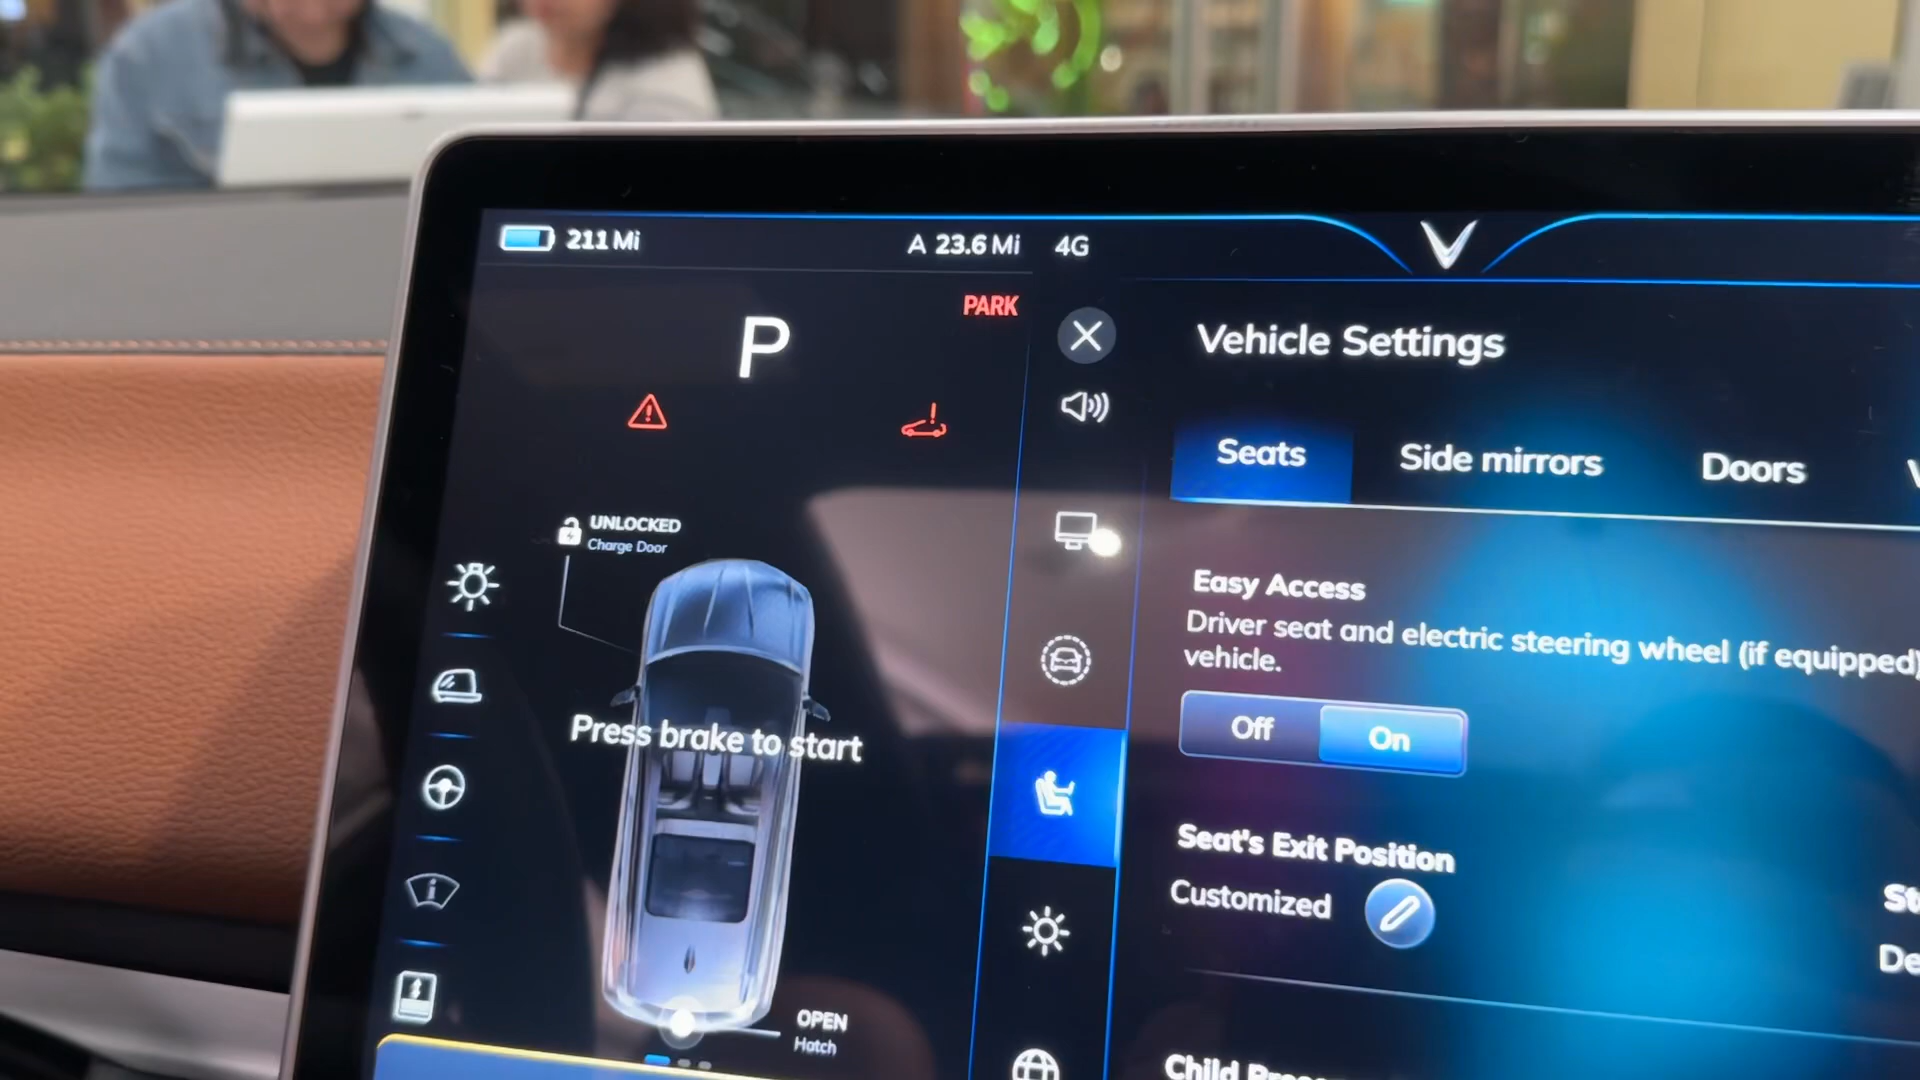 211 Mi
A 23.6 Mi
4G
PARK
P
Vehicle Settings
Seats
Side mirrors
Doors
UNLOCKED
Charge Door
Easy Access
Driver seat and electric steering wheel (if equipped)
vehicle.
Off
On
Press brake to start
Seat's Exit Position
Customized
OPEN
Hatch
Child